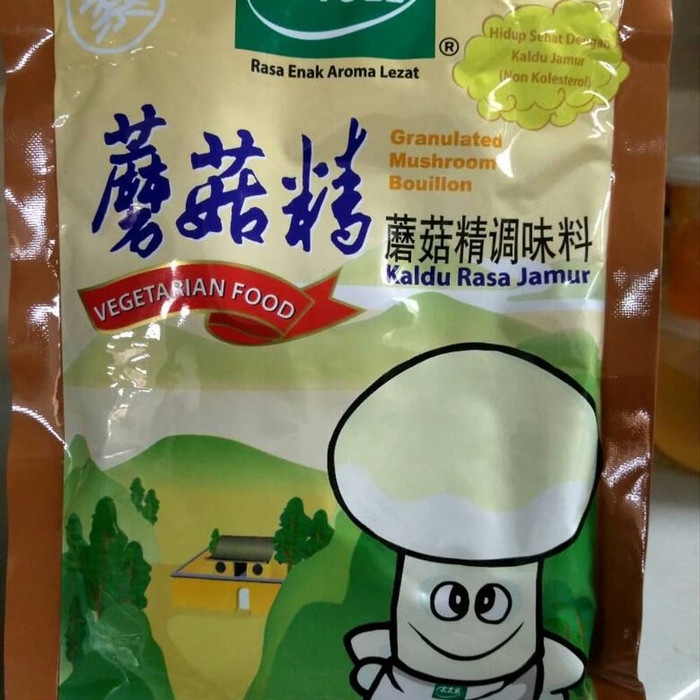 ®
Rasa Enak Aroma Lezat
Hidup Sehat Dengan
Kaldu Jamur
(Non Kolesterol)
蘑菇精
Granulated
Mushroom
Bouillon
蘑菇精调味料
Kaldu Rasa Jamur
VEGETARIAN FOOD